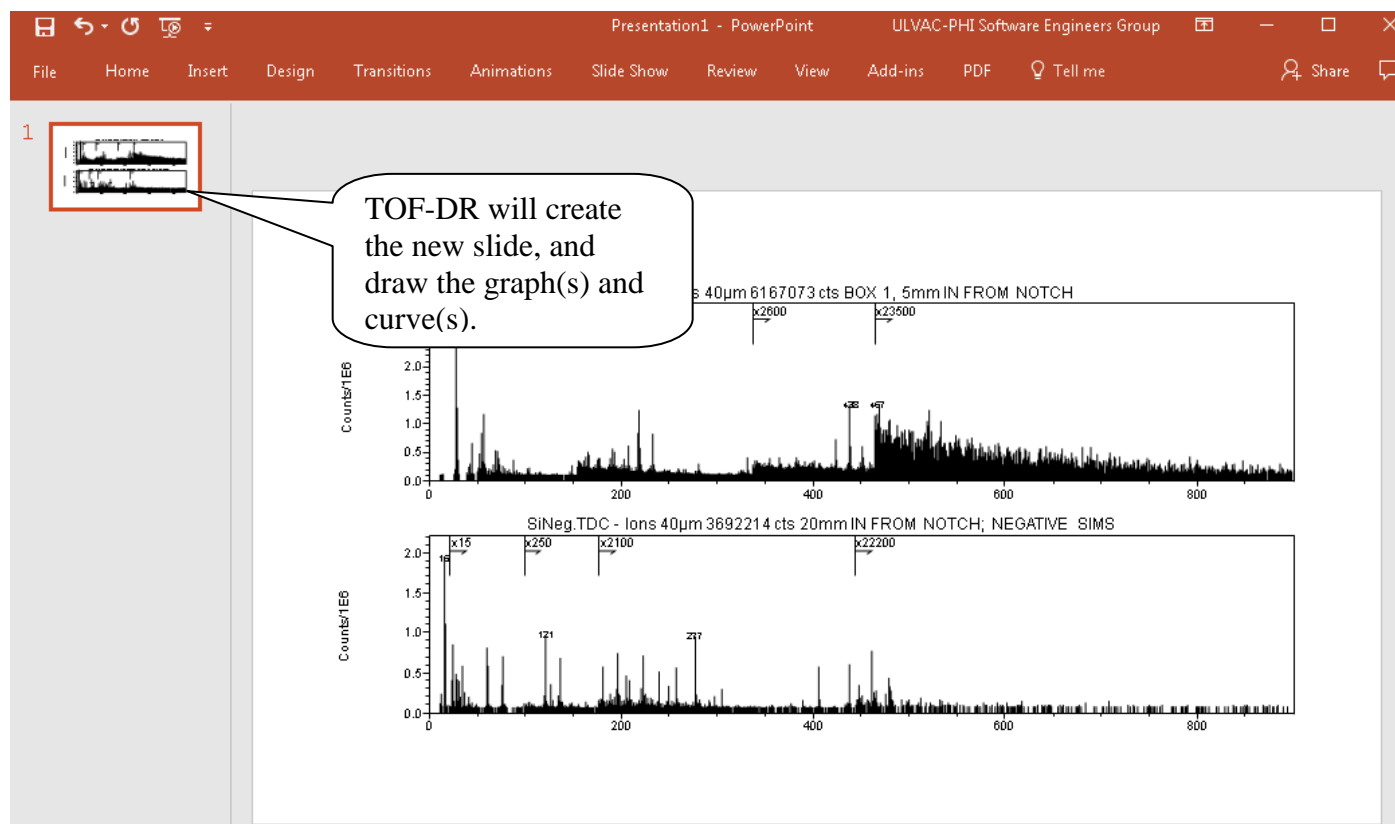 Presentation1 - PowerPoint ULVAC-PHI Software Engineers Group
File Home Insert Design Transitions Animations Slide Show Review View Add-ins PDF Tell me Share
1
TOF-DR will create
the new slide, and
draw the graph(s) and
curve(s).
s 40µm 6167073 cts BOX 1, 5mm IN FROM NOTCH
x2600 x23500
Counts/1E6
2.0
1.5
1.0
0.5
0.0
438 467
0 200 400 600 800
SiNeg.TDC - Ions 40µm 3692214 cts 20mm IN FROM NOTCH; NEGATIVE SIMS
x15 x250 x2100 x22200
Counts/1E6
2.0
1.5
1.0
0.5
0.0
16 121 277
0 200 400 600 800